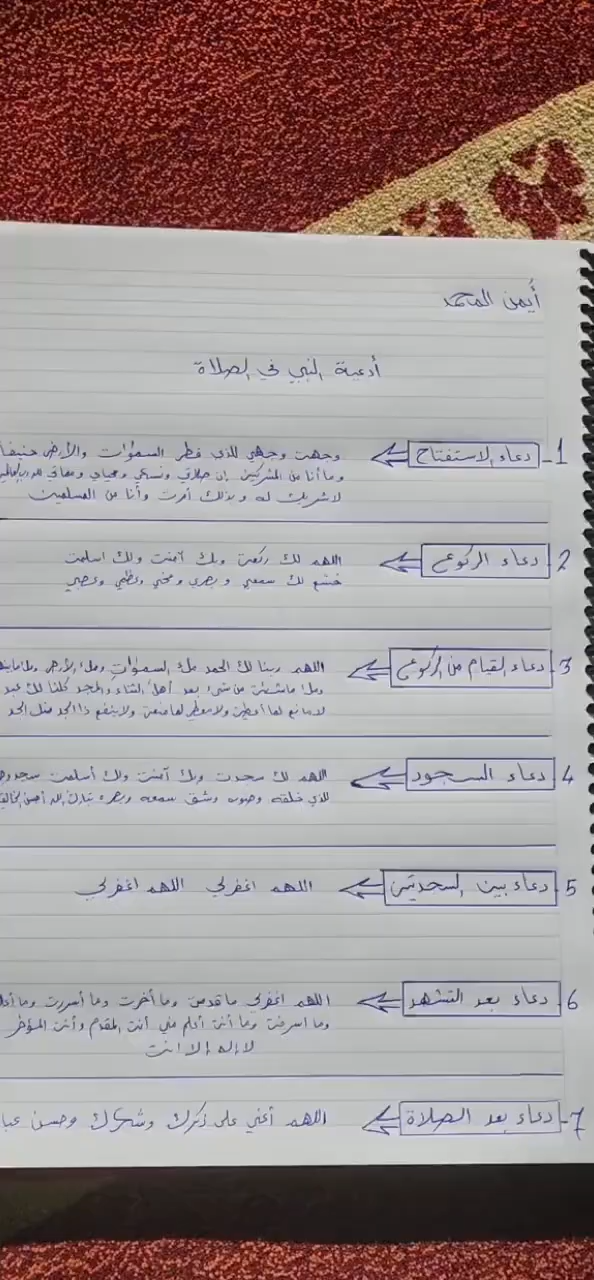 أيمن المحمد
أدعية النبي في الصلاة
1- دعاء الاستفتاح ⇐ وجهت وجهي للذي فطر السموات والأرض حنيفا
وما أنا من المشركين إن صلاتي ونسكي ومحياي ومماتي لله رب العالمين
لا شريك له وبذلك أمرت وأنا من المسلمين
2 دعاء الركوع ⇐ اللهم لك ركعت وبك آمنت ولك اسلمت
خشع لك سمعي وبصري ومخي وعظمي وعصبي
3 دعاء القيام من الركوع ⇐ اللهم ربنا لك الحمد ملء السموات وملء الأرض وما بينهما
وملء ما شئت من شيء بعد أهل الثناء والمجد كلنا لك عبد
لا مانع لما أعطيت ولا معطي لما منعت ولا ينفع ذا الجد منك الجد
4 دعاء السجود ⇐ اللهم لك سجدت وبك آمنت ولك أسلمت سجد
للذي خلقه وصوره وشق سمعه وبصره تبارك الله أحسن الخالقين
5 دعاء بين السجدتين ⇐ اللهم اغفرلي اللهم اغفرلي
6 دعاء بعد التشهد ⇐ اللهم اغفرلي ما قدمت وما أخرت وما أسررت وما
وما اسرفت وما أنت أعلم مني أنت المقدم وأنت المؤخر
لا إله إلا انت
7- دعاء بعد الصلاة ⇐ اللهم أعني على ذكرك وشكرك وحسن